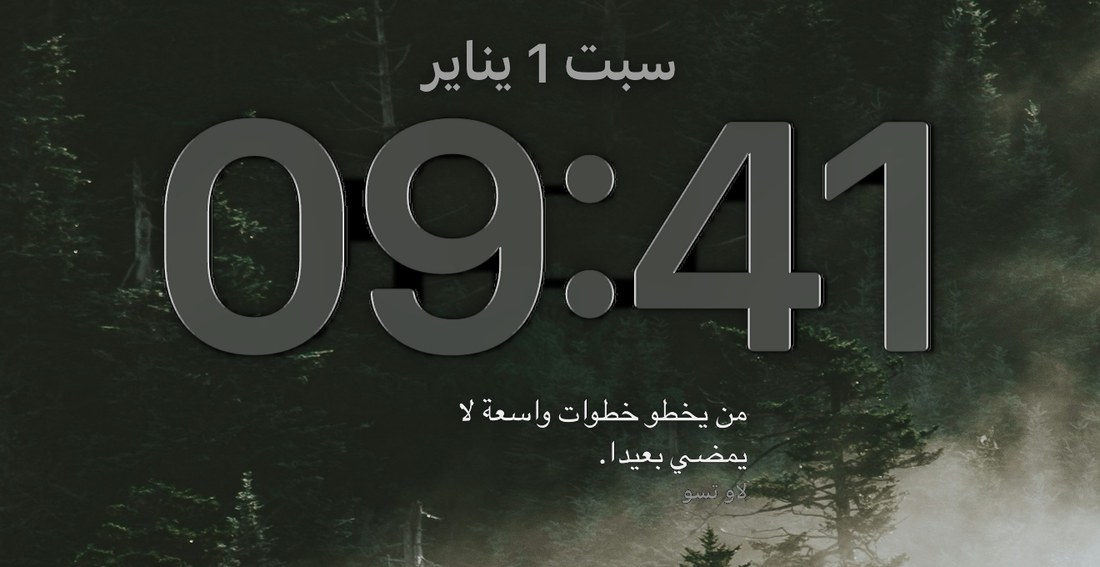 سبت 1 يناير
09:41
من يخطو خطوات واسعة لا
يمضي بعيدا.
لاو تسو